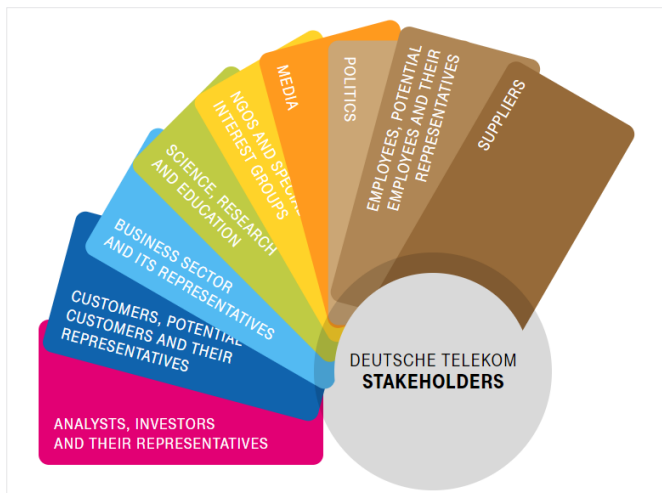 ANALYSTS, INVESTORS
AND THEIR REPRESENTATIVES
CUSTOMERS, POTENTIAL
CUSTOMERS AND THEIR
REPRESENTATIVES
BUSINESS SECTOR
AND ITS REPRESENTATIVES
SCIENCE, RESEARCH
AND EDUCATION
NGOS AND SPECIAL
INTEREST GROUPS
MEDIA
POLITICS
EMPLOYEES, POTENTIAL
EMPLOYEES AND THEIR
REPRESENTATIVES
SUPPLIERS
DEUTSCHE TELEKOM
STAKEHOLDERS